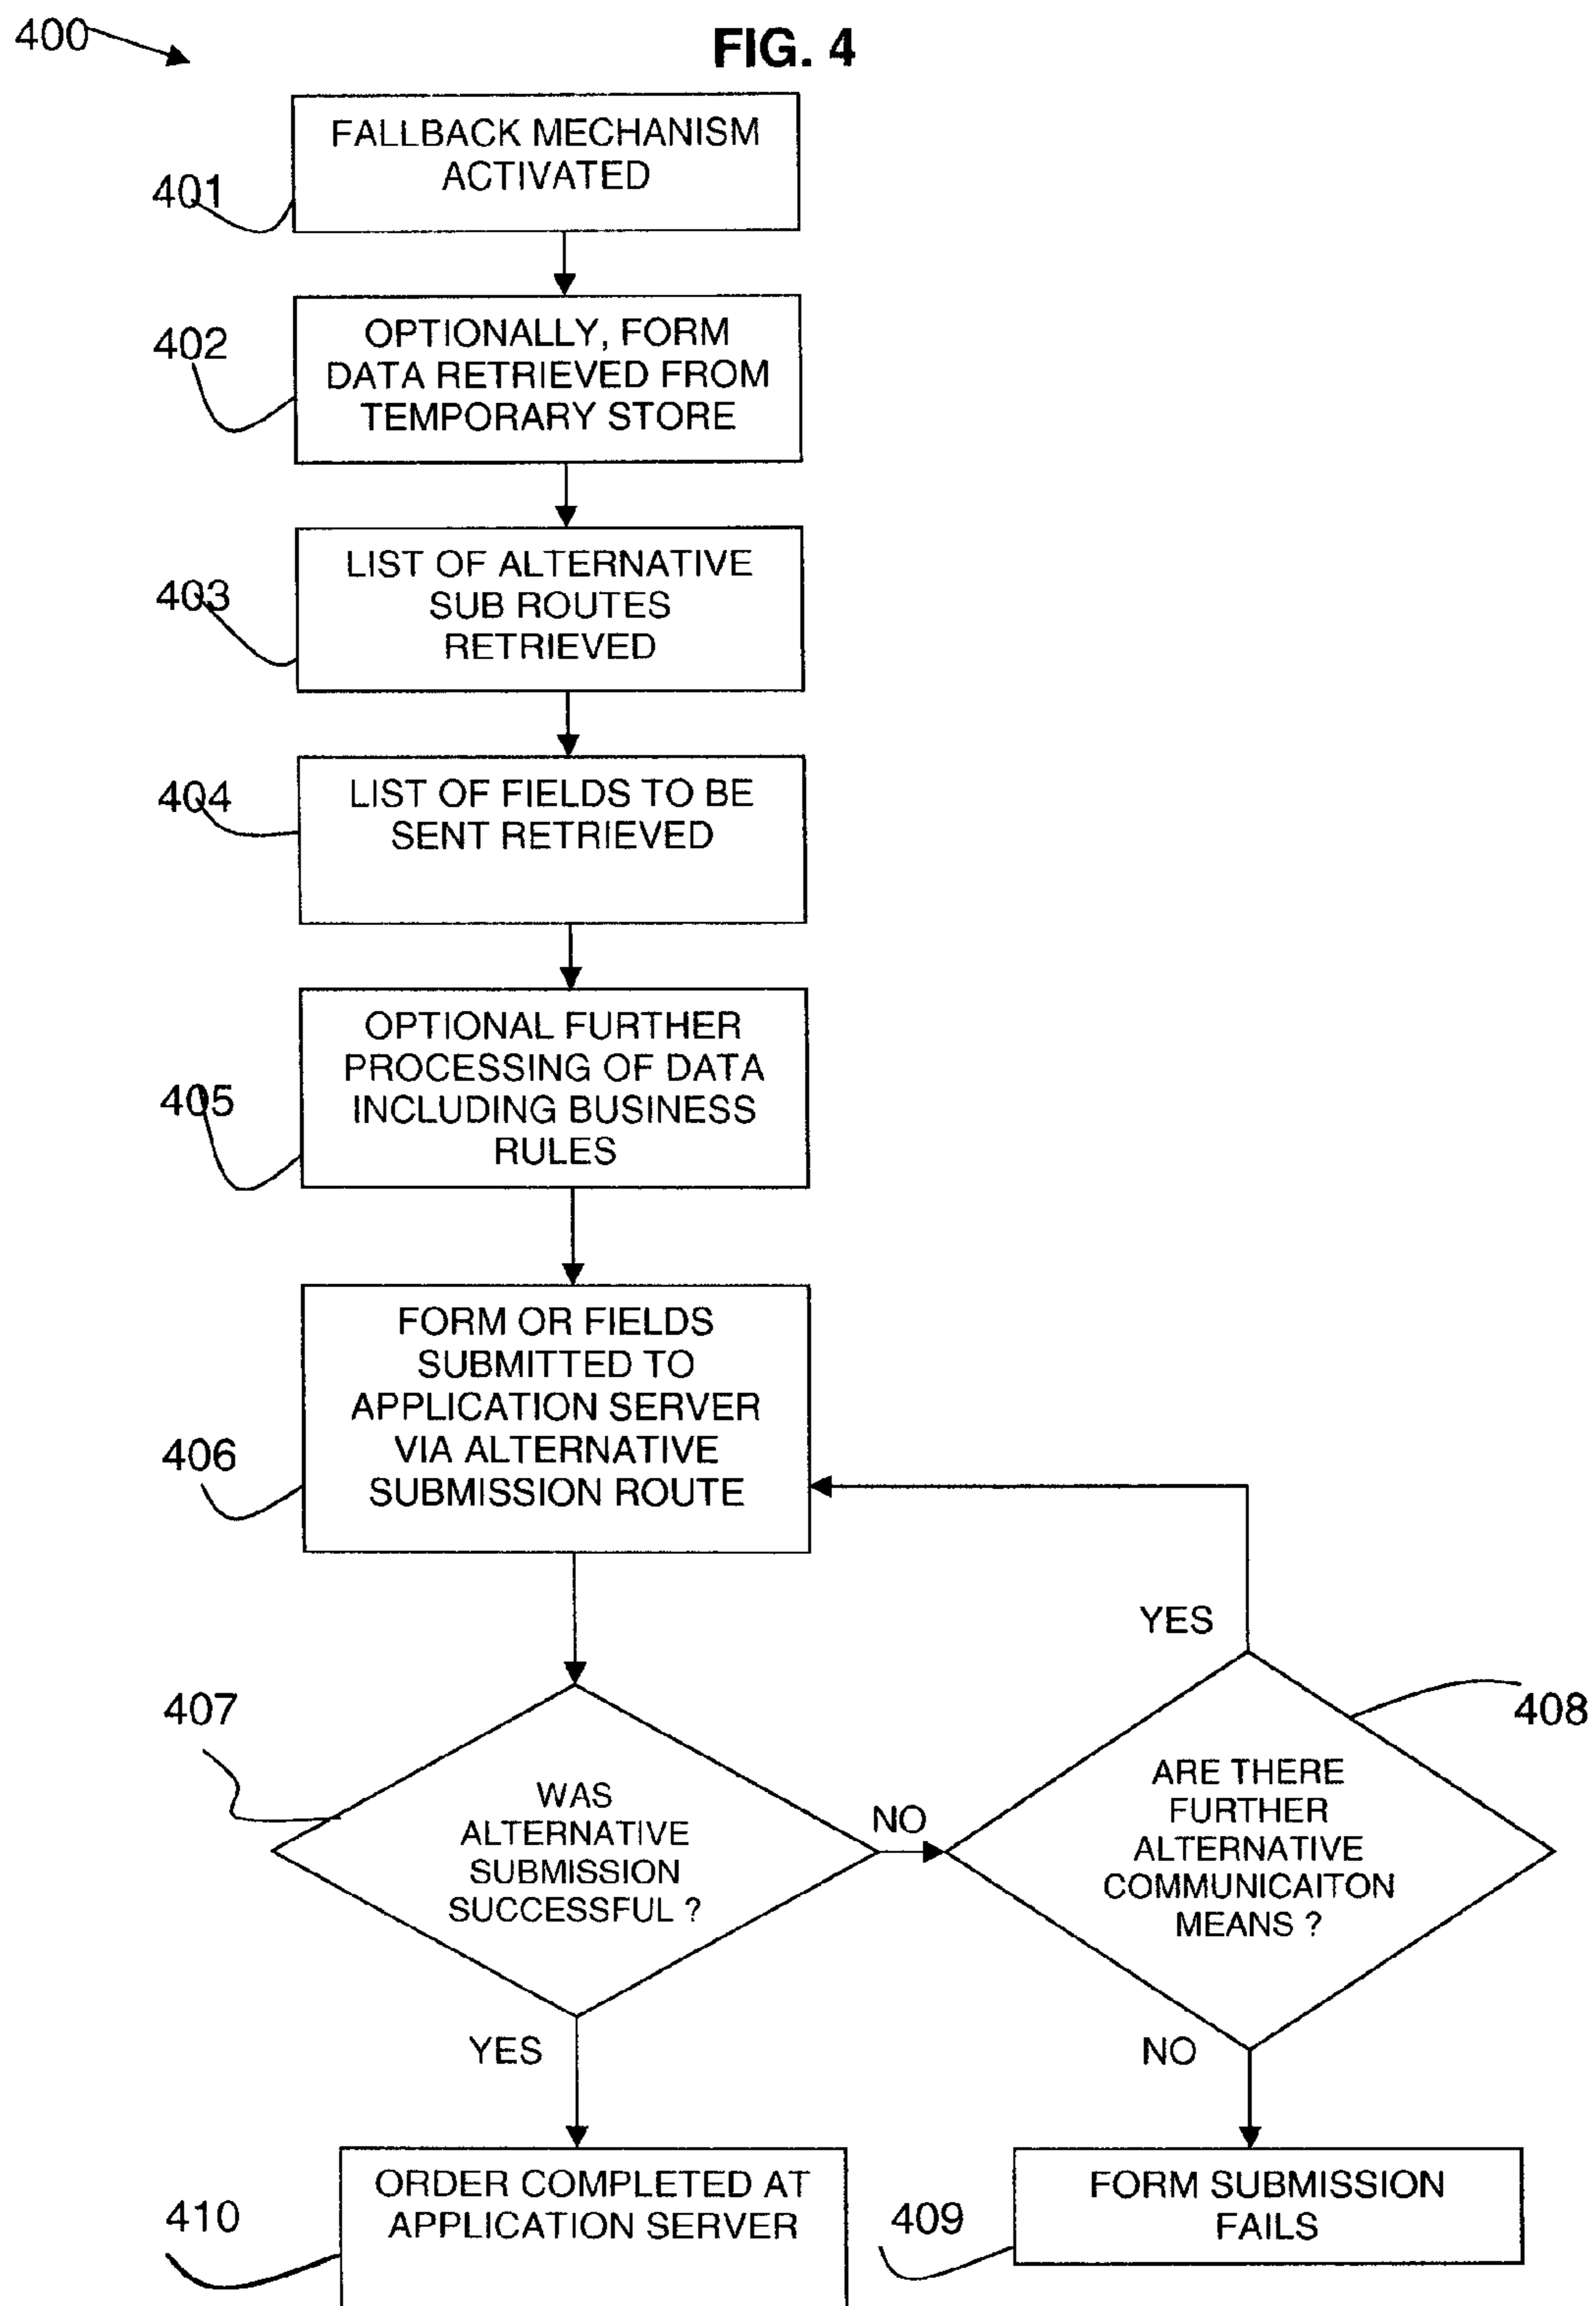 400
FIG. 4
FALLBACK MECHANISM
ACTIVATED
401
OPTIONALLY, FORM
DATA RETRIEVED FROM
TEMPORARY STORE
402
LIST OF ALTERNATIVE
SUB ROUTES
RETRIEVED
403
LIST OF FIELDS TO BE
SENT RETRIEVED
404
OPTIONAL FURTHER
PROCESSING OF DATA
INCLUDING BUSINESS
RULES
405
FORM OR FIELDS
SUBMITTED TO
APPLICATION SERVER
VIA ALTERNATIVE
SUBMISSION ROUTE
406
YES
407
408
WAS
ALTERNATIVE
SUBMISSION
SUCCESSFUL ?
NO
ARE THERE
FURTHER
ALTERNATIVE
COMMUNICAITON
MEANS ?
YES
NO
ORDER COMPLETED AT
APPLICATION SERVER
410
FORM SUBMISSION
FAILS
409